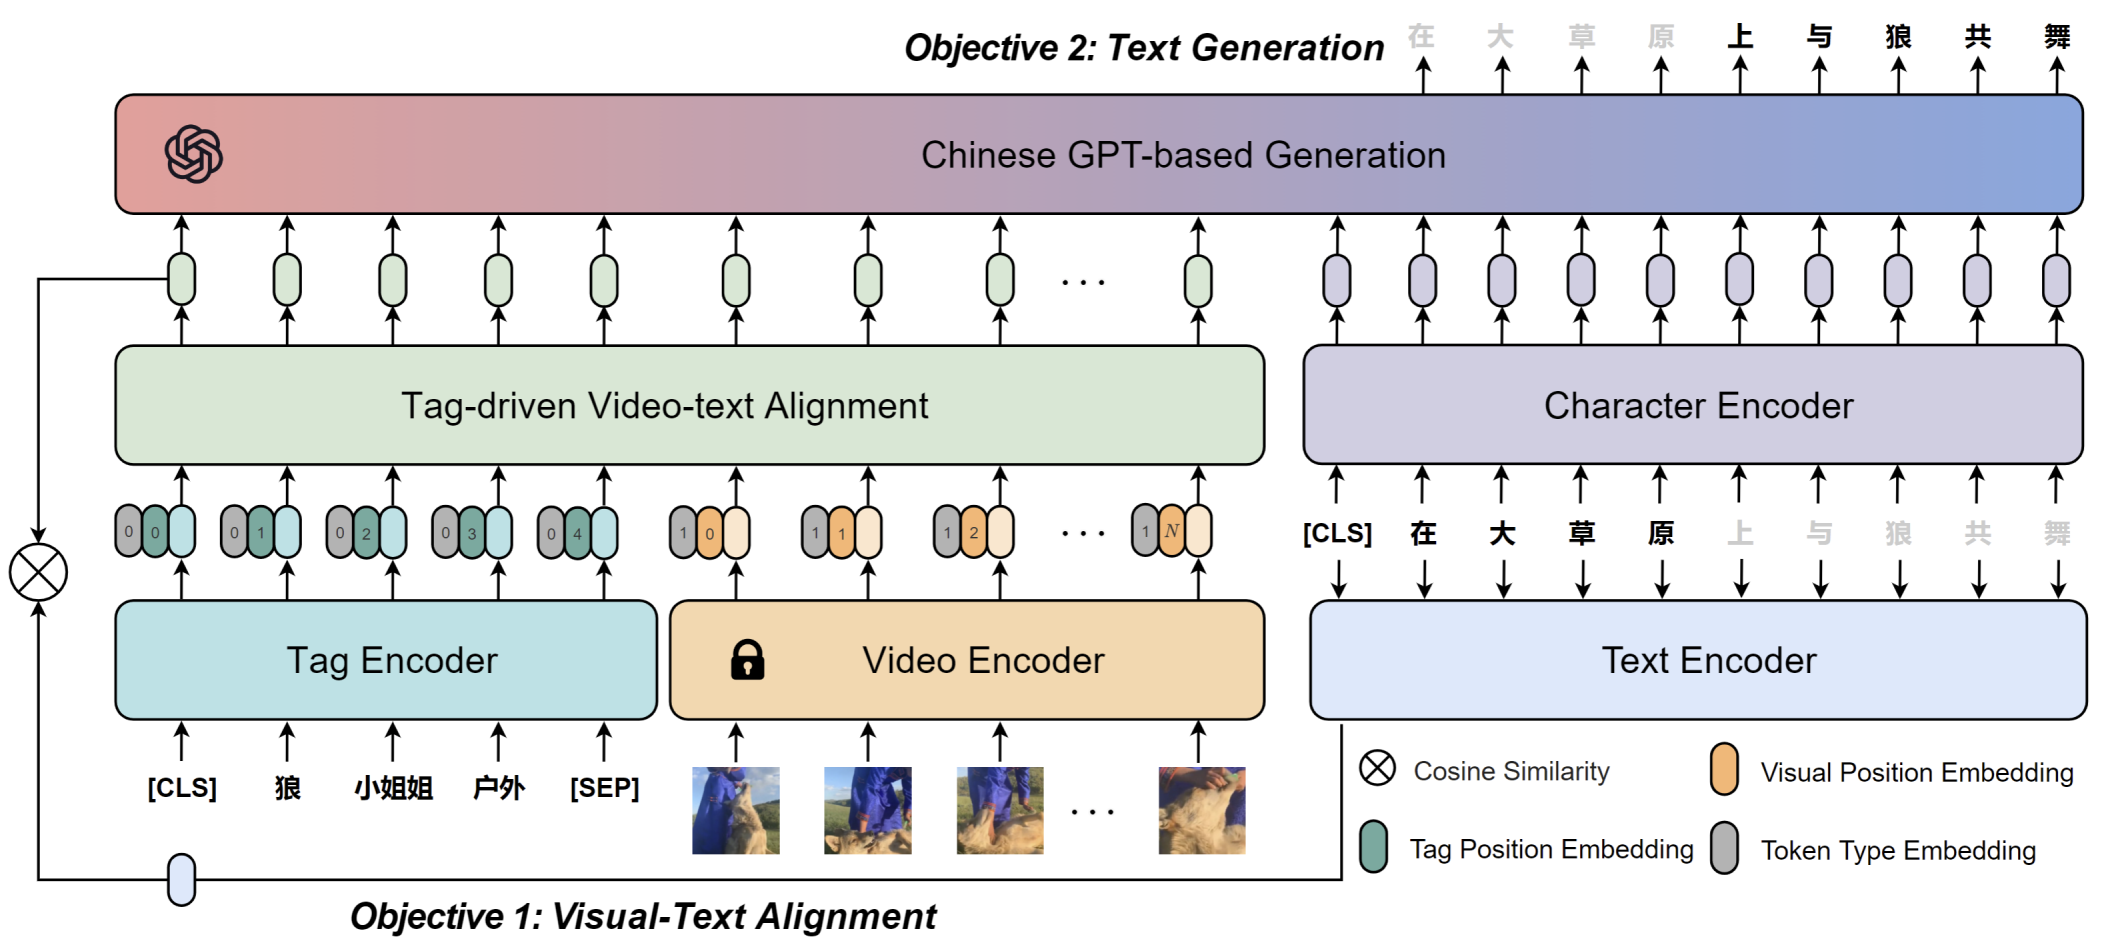 Objective 2: Text Generation
在 大 草 原 上 与 狼 共 舞
Chinese GPT-based Generation
. . .
Tag-driven Video-text Alignment
Character Encoder
0 0 0 1 0 2 0 3 0 4 1 0 1 1 1 2 . . . 1 N
[CLS] 在 大 草 原 上 与 狼 共 舞
Tag Encoder
Video Encoder
Text Encoder
[CLS] 狼 小姐姐 户外 [SEP]
. . .
Cosine Similarity
Visual Position Embedding
Tag Position Embedding
Token Type Embedding
Objective 1: Visual-Text Alignment